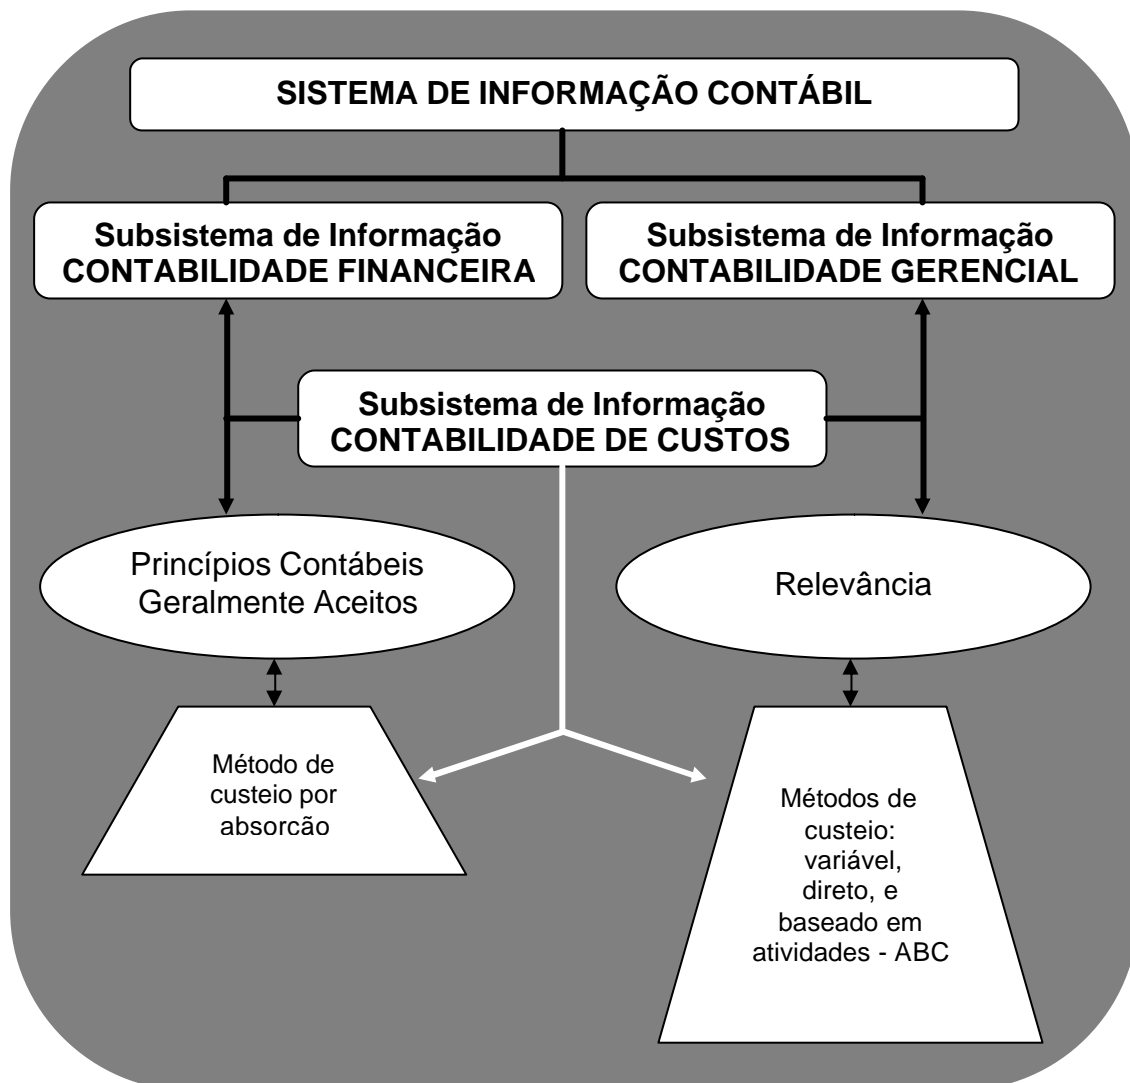 SISTEMA DE INFORMAÇÃO CONTÁBIL
Subsistema de Informação
CONTABILIDADE FINANCEIRA
Subsistema de Informação
CONTABILIDADE GERENCIAL
Subsistema de Informação
CONTABILIDADE DE CUSTOS
Princípios Contábeis
Geralmente Aceitos
Relevância
Método de
custeio por
absorcão
Métodos de
custeio:
variável,
direto, e
baseado em
atividades - ABC